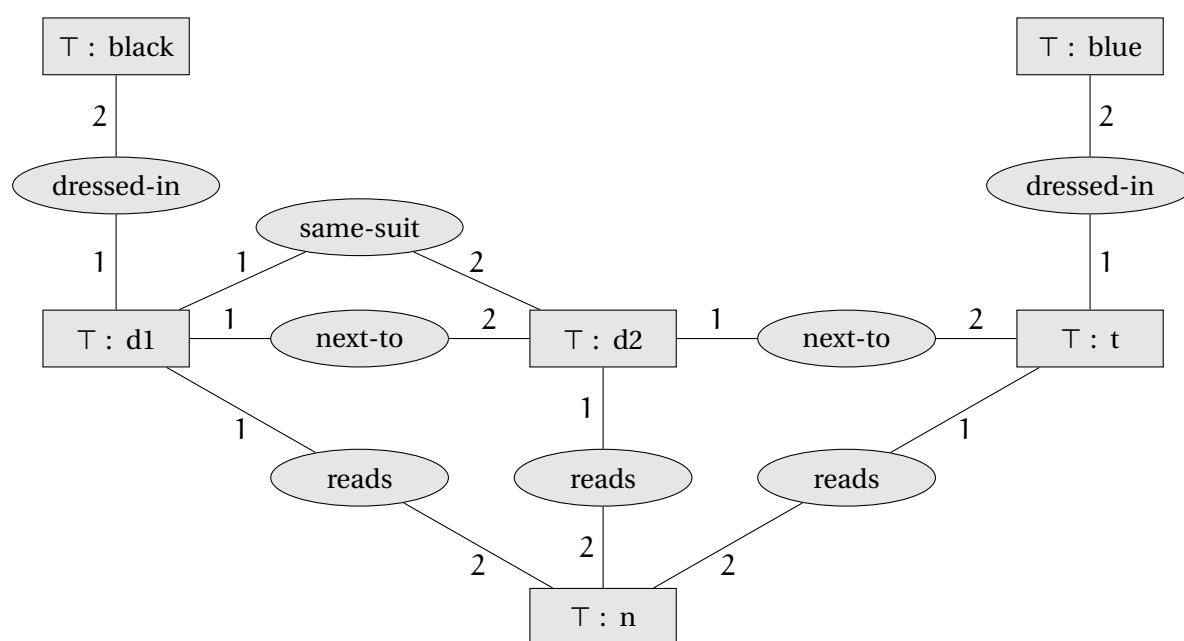 ⊤ : black
⊤ : blue
2
2
dressed-in
dressed-in
same-suit
1
1
1
2
⊤ : d1
1
next-to
2
⊤ : d2
1
next-to
2
⊤ : t
1
1
1
reads
reads
reads
2
2
2
⊤ : n